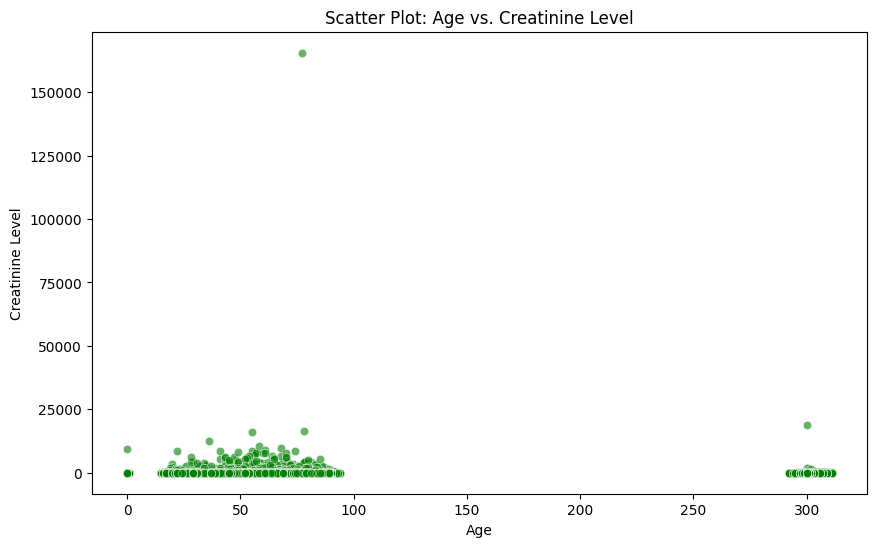 Scatter Plot: Age vs. Creatinine Level
150000
125000
100000
75000
50000
25000
0
Creatinine Level
0 50 100 150 200 250 300
Age